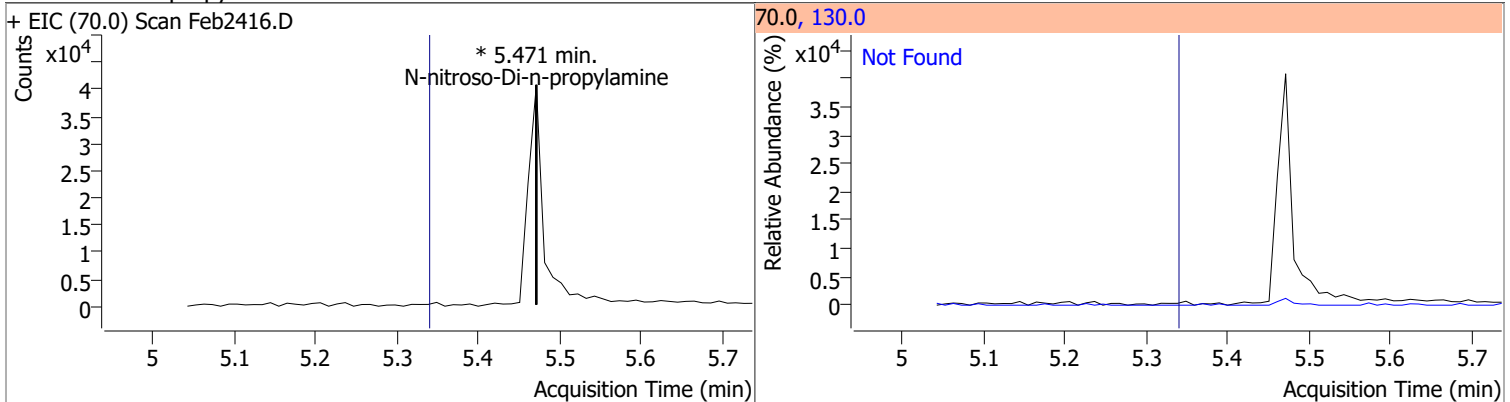 + EIC (70.0) Scan Feb2416.D
Counts
x10⁴
* 5.471 min.
N-nitroso-Di-n-propylamine
4
3.5
3
2.5
2
1.5
1
0.5
0
5 5.1 5.2 5.3 5.4 5.5 5.6 5.7
Acquisition Time (min)
70.0, 130.0
Relative Abundance (%)
x10⁴
Not Found
3.5
3
2.5
2
1.5
1
0.5
0
5 5.1 5.2 5.3 5.4 5.5 5.6 5.7
Acquisition Time (min)